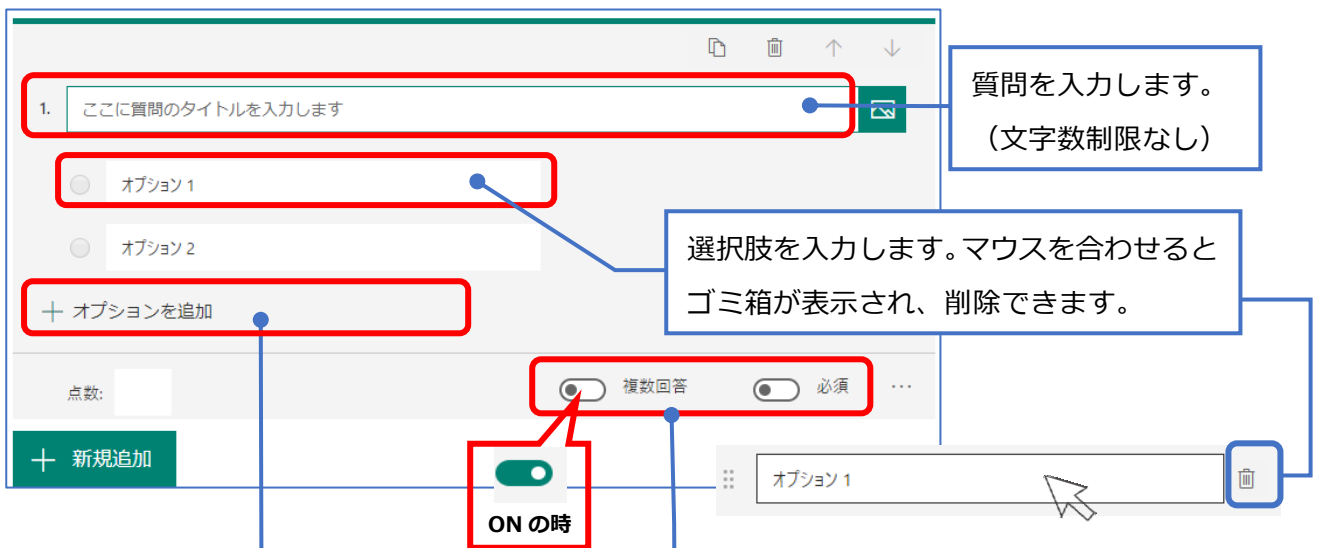 1. ここに質問のタイトルを入力します
質問を入力します。
（文字数制限なし）
オプション 1
オプション 2
選択肢を入力します。マウスを合わせると
ゴミ箱が表示され、削除できます。
＋ オプションを追加
点数:
複数回答
必須
…
＋ 新規追加
ON の時
オプション 1